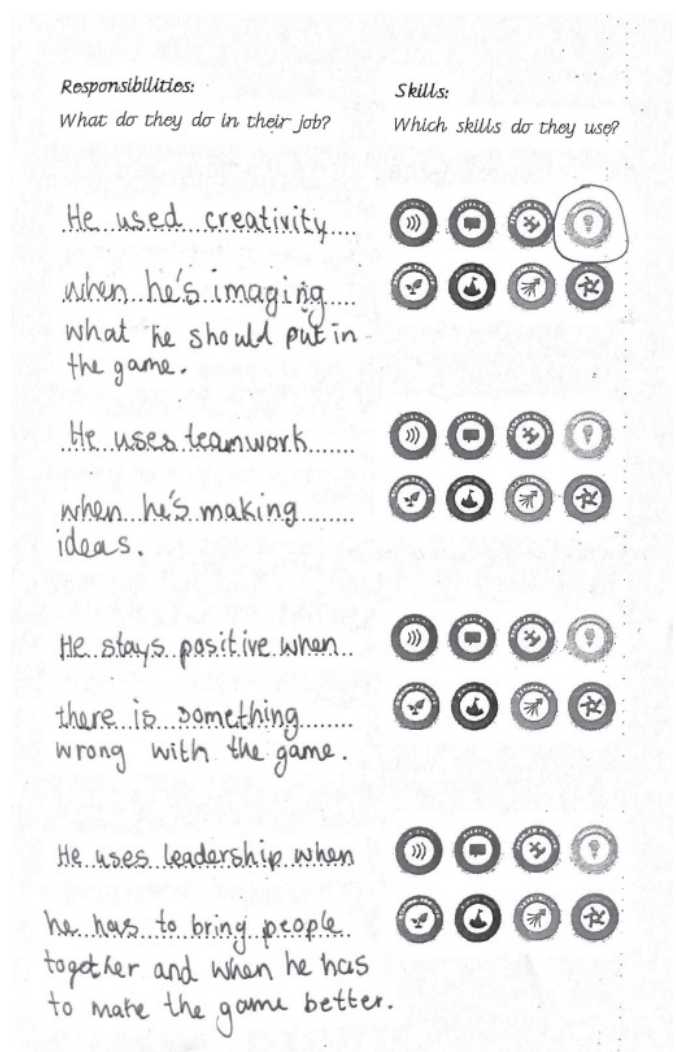 Responsibilities:
What do they do in their job?
Skills:
Which skills do they use?
He used creativity
when he's imaging
what he should put in
the game.
He uses teamwork
when he's making
ideas.
He stays positive when
there is something
wrong with the game.
He uses leadership when
he has to bring people
together and when he has
to make the game better.